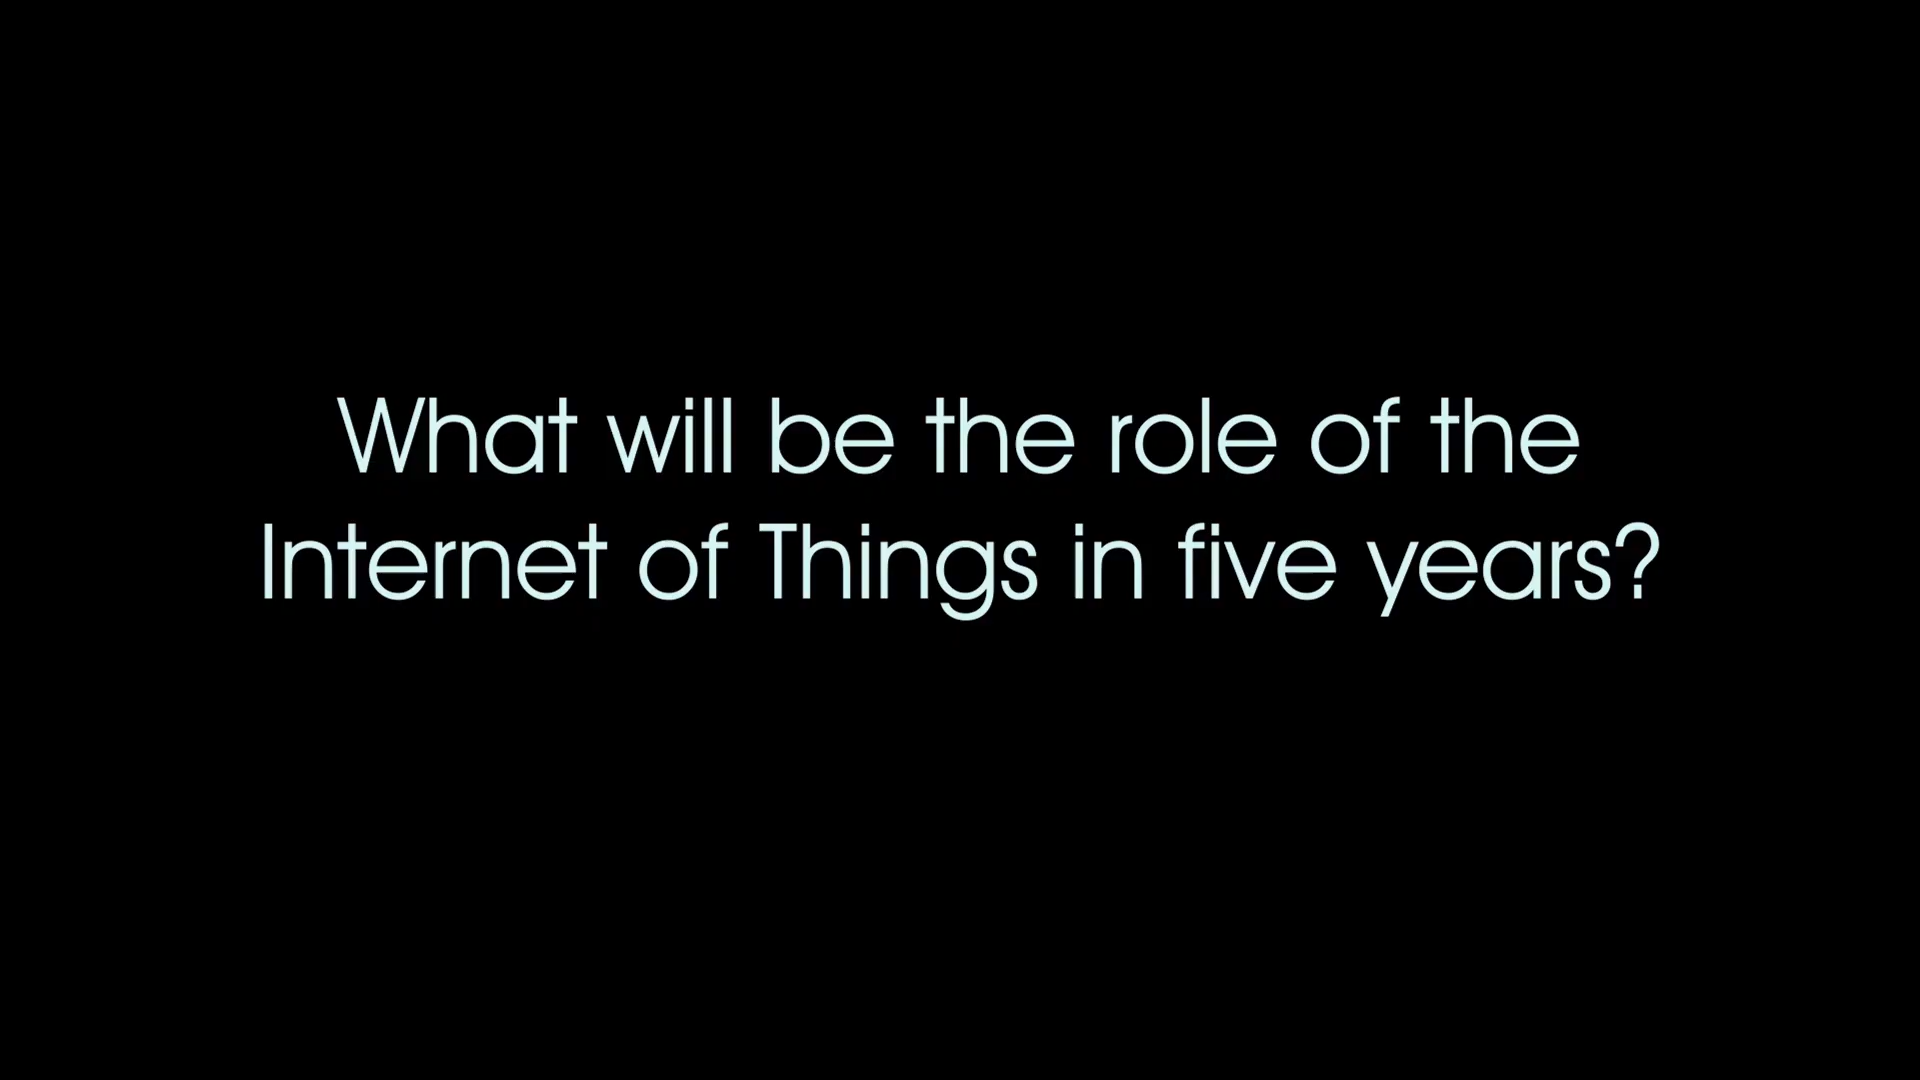 What will be the role of the
Internet of Things in five years?